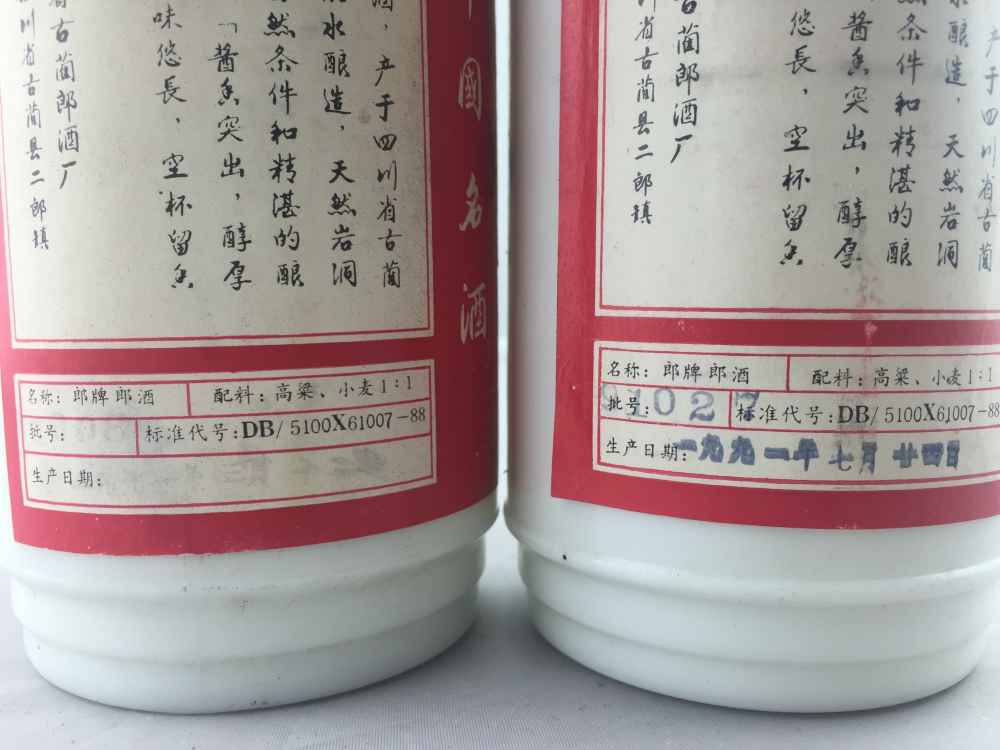 國名酒
酒，产于四川省古蔺
水酿造，天然岩洞
然条件和精湛的酿
「酱香突出，醇厚
味悠長，空杯留香
省古蔺郎酒厂
川省古蔺县二郎镇
名称：郎牌郎酒 配料：高粱、小麦1：1
批号： 标准代号：DB/5100X61007-88
生产日期：
产于四川省古蔺
酿造，天然岩洞
然条件和精湛的酿
酱香突出，醇厚
悠長，空杯留香
古蔺郎酒厂
川省古蔺县二郎镇
名称：郎牌郎酒 配料：高粱、小麦1：1
批号：91027 标准代号：DB/5100X61007-88
生产日期：一九九一年七月廿四日